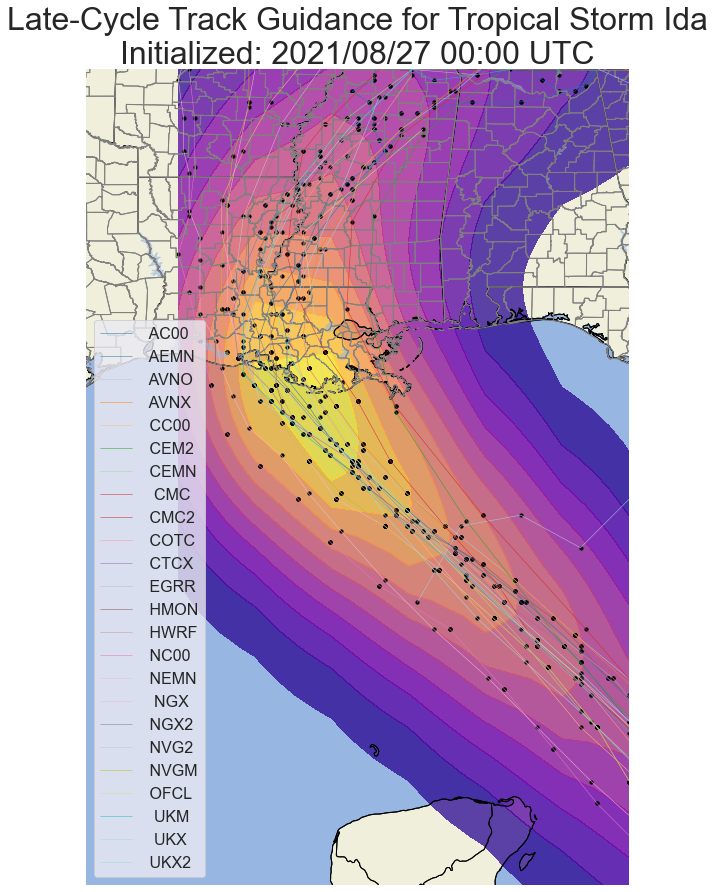 Late-Cycle Track Guidance for Tropical Storm Ida
Initialized: 2021/08/27 00:00 UTC
AC00
AEMN
AVNO
AVNX
CC00
CEM2
CEMN
CMC
CMC2
COTC
CTCX
EGRR
HMON
HWRF
NC00
NEMN
NGX
NGX2
NVG2
NVGM
OFCL
UKM
UKX
UKX2